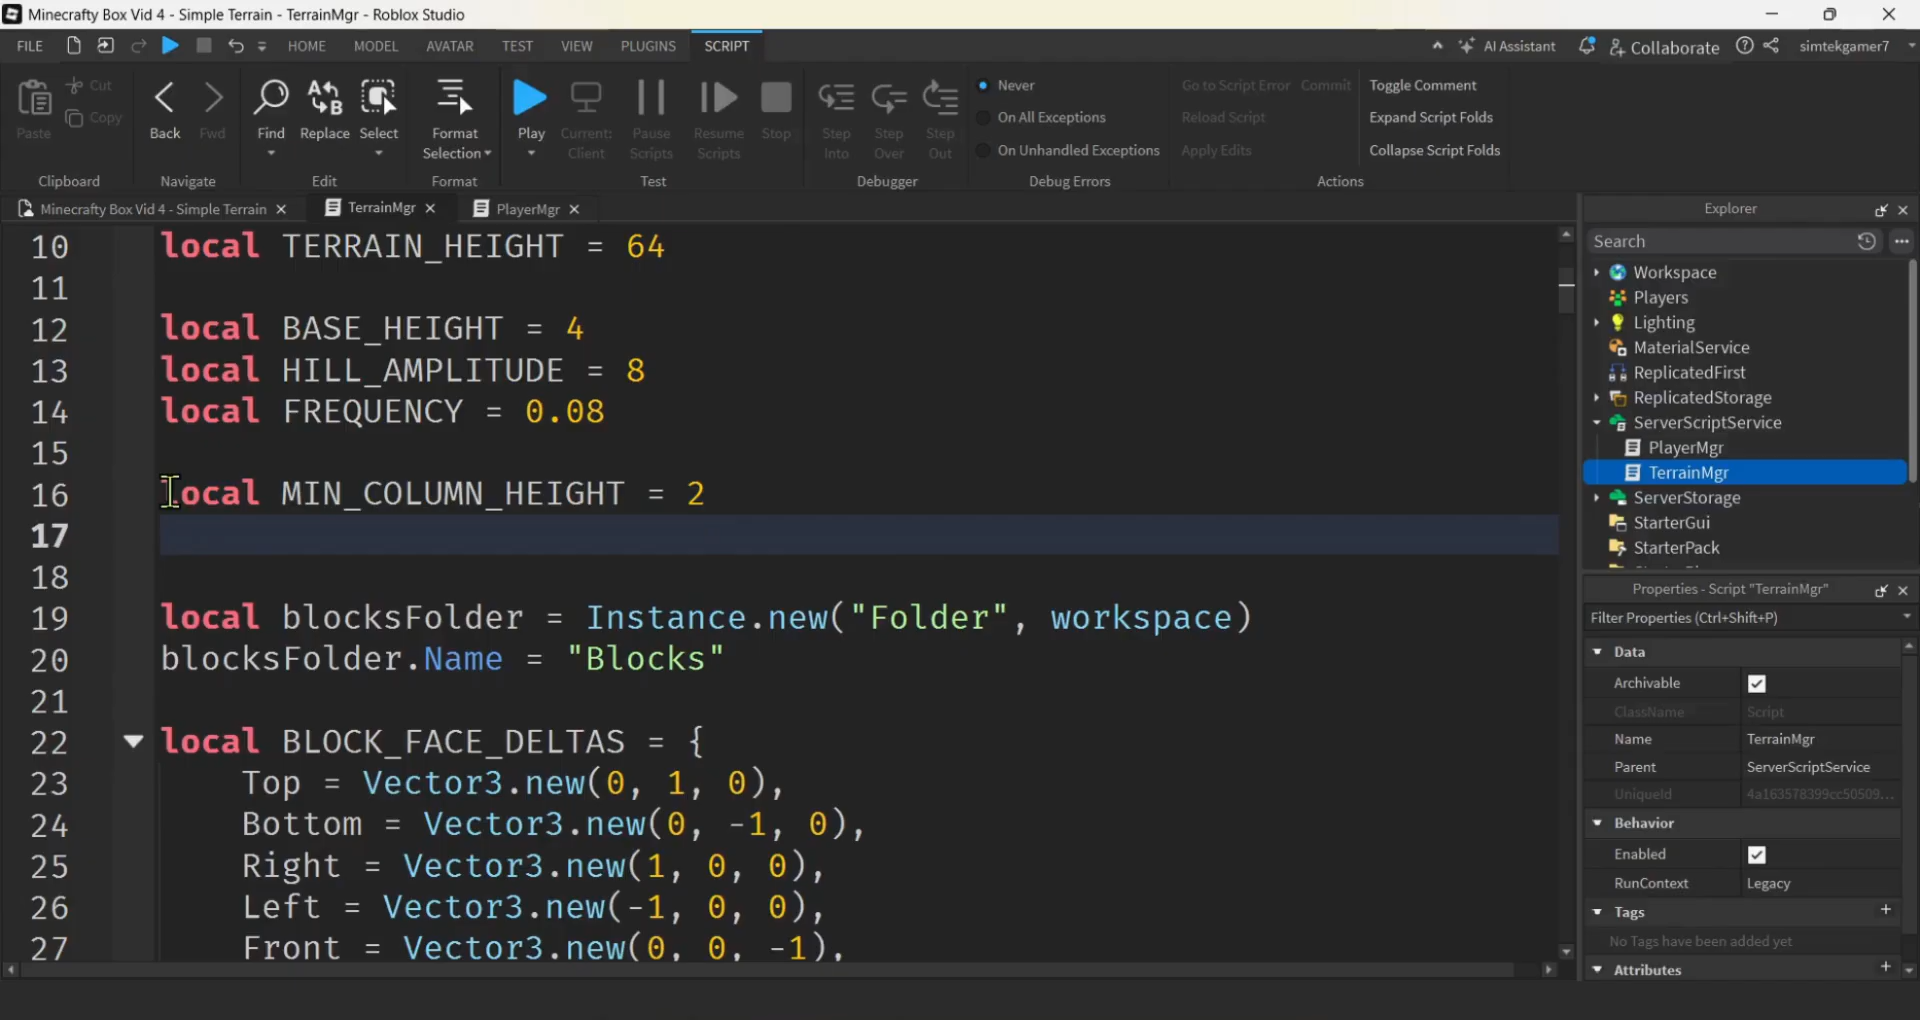 Minecrafty Box Vid 4 - Simple Terrain - TerrainMgr - Roblox Studio
FILE HOME MODEL AVATAR TEST VIEW PLUGINS SCRIPT AI Assistant Collaborate simtekgamer7
Paste Cut Copy
Clipboard
Back Fwd
Navigate
Find Replace Select
Edit
Format Selection
Format
Play Current: Client Pause Scripts Resume Scripts Stop
Test
Step Into Step Over Step Out
Debugger
Never
On All Exceptions
On Unhandled Exceptions
Debug Errors
Go to Script Error Commit
Reload Script
Apply Edits
Toggle Comment
Expand Script Folds
Collapse Script Folds
Actions
Minecrafty Box Vid 4 - Simple Terrain TerrainMgr PlayerMgr
10 local TERRAIN_HEIGHT = 64
11
12 local BASE_HEIGHT = 4
13 local HILL_AMPLITUDE = 8
14 local FREQUENCY = 0.08
15
16 local MIN_COLUMN_HEIGHT = 2
17
18
19 local blocksFolder = Instance.new("Folder", workspace)
20 blocksFolder.Name = "Blocks"
21
22 local BLOCK_FACE_DELTAS = {
23 Top = Vector3.new(0, 1, 0),
24 Bottom = Vector3.new(0, -1, 0),
25 Right = Vector3.new(1, 0, 0),
26 Left = Vector3.new(-1, 0, 0),
27 Front = Vector3.new(0, 0, -1),
Explorer
Search
Workspace
Players
Lighting
MaterialService
ReplicatedFirst
ReplicatedStorage
ServerScriptService
PlayerMgr
TerrainMgr
ServerStorage
StarterGui
StarterPack
Properties - Script "TerrainMgr"
Filter Properties (Ctrl+Shift+P)
Data
Archivable
ClassName Script
Name TerrainMgr
Parent ServerScriptService
UniqueId 4a163578399cc50509...
Behavior
Enabled
RunContext Legacy
Tags +
No Tags have been added yet
Attributes +